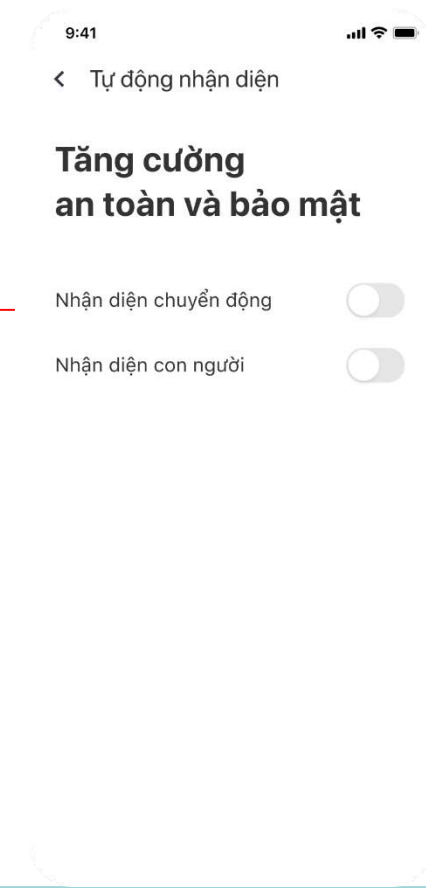 9:41
Tự động nhận diện
Tăng cường
an toàn và bảo mật
Nhận diện chuyển động
Nhận diện con người